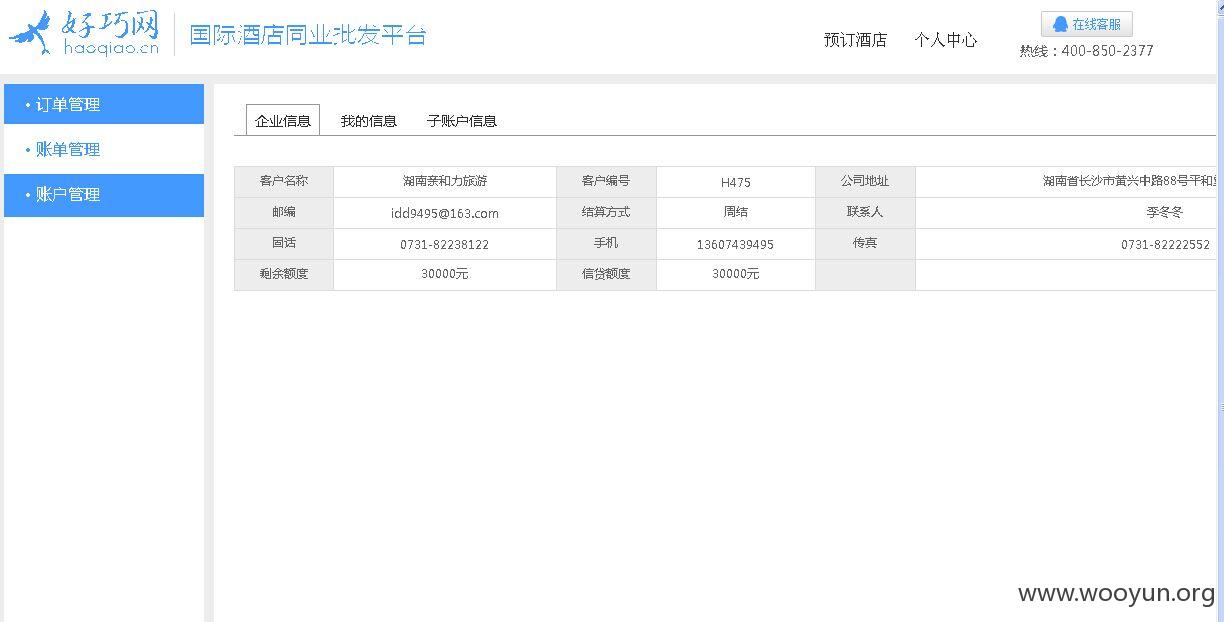 好巧网
haoqiao.cn
国际酒店同业批发平台
预订酒店 个人中心
在线客服
热线：400-850-2377
• 订单管理
• 账单管理
• 账户管理
企业信息 我的信息 子账户信息
客户名称 湖南亲和力旅游 客户编号 H475 公司地址 湖南省长沙市黄兴中路88号平和
邮编 idd9495@163.com 结算方式 周结 联系人 李冬冬
固话 0731-82238122 手机 13607439495 传真 0731-82222552
剩余额度 30000元 信贷额度 30000元
www.wooyun.org